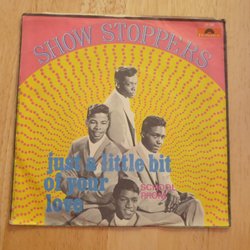 SHOW STOPPERS
just a little bit
of your
love
SCHOOL
PROM